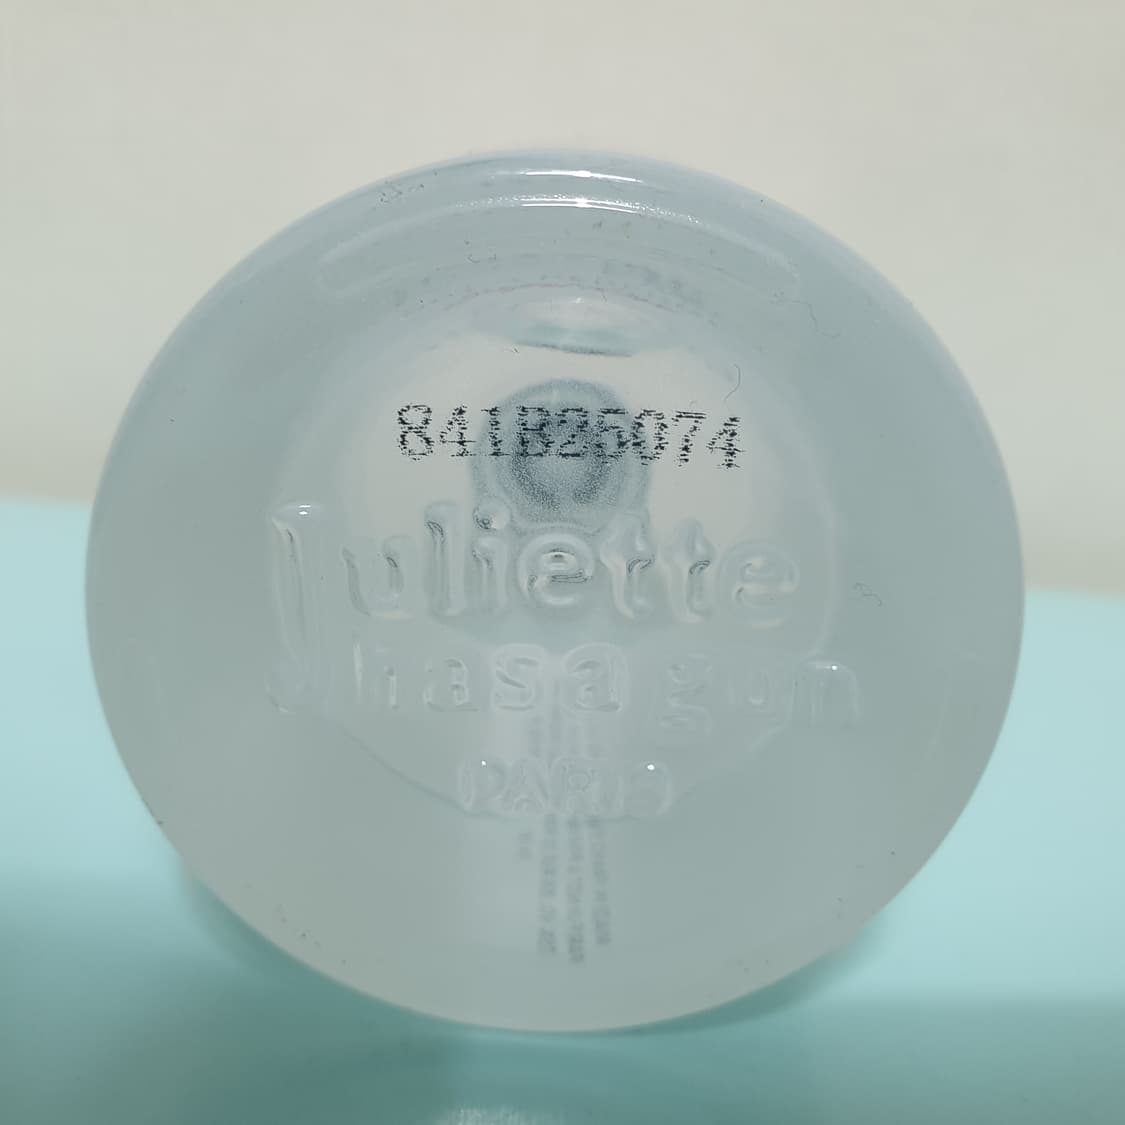 841B25074
Juliette
has a gun
PARIS